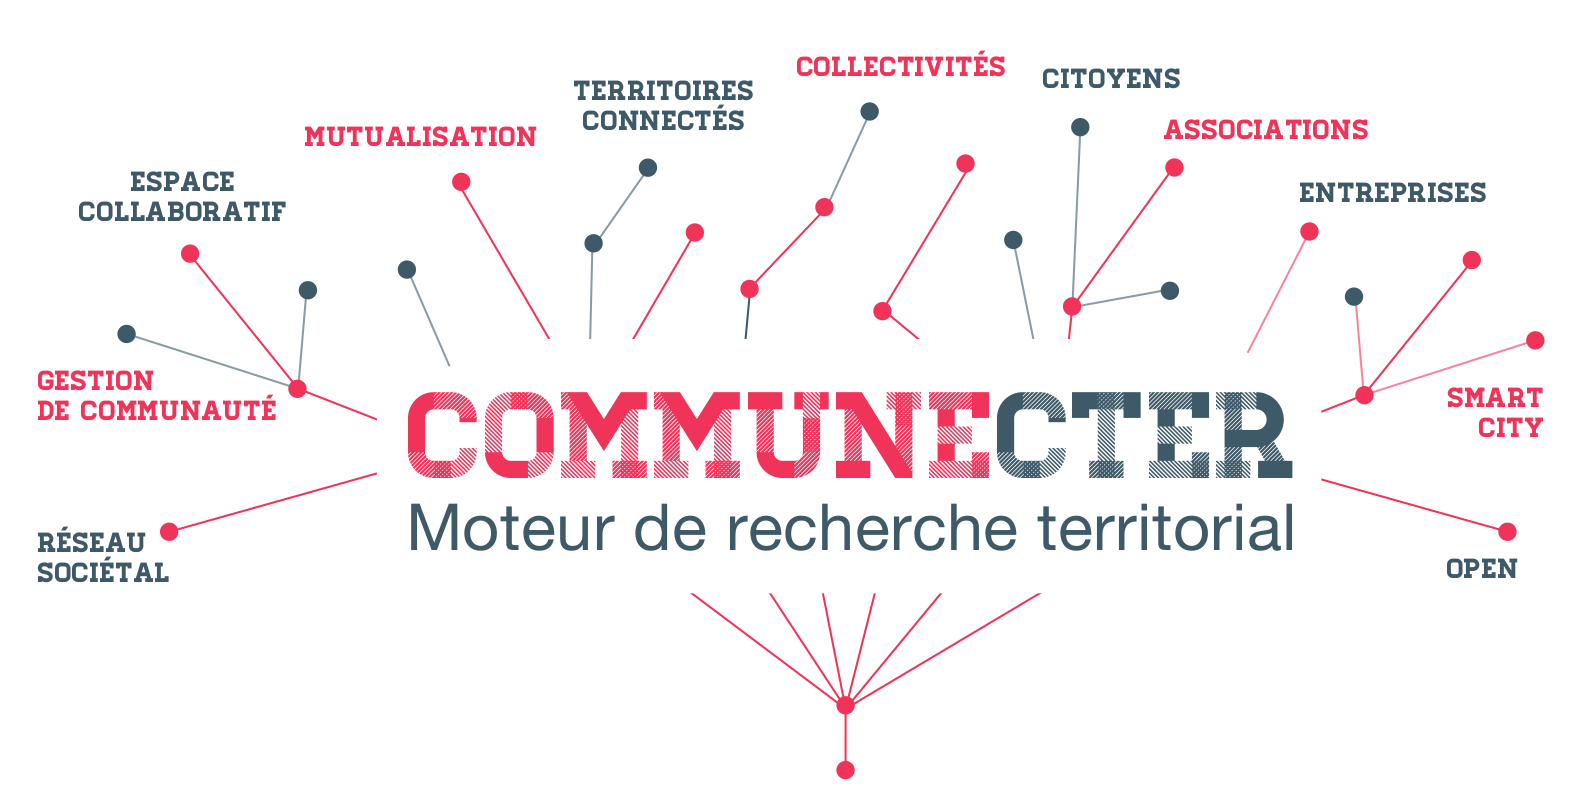 COLLECTIVITÉS
CITOYENS
TERRITOIRES
CONNECTÉS
MUTUALISATION
ASSOCIATIONS
ESPACE
COLLABORATIF
ENTREPRISES
GESTION
DE COMMUNAUTÉ
SMART
CITY
COMMUNECTER
Moteur de recherche territorial
RÉSEAU
SOCIÉTAL
OPEN